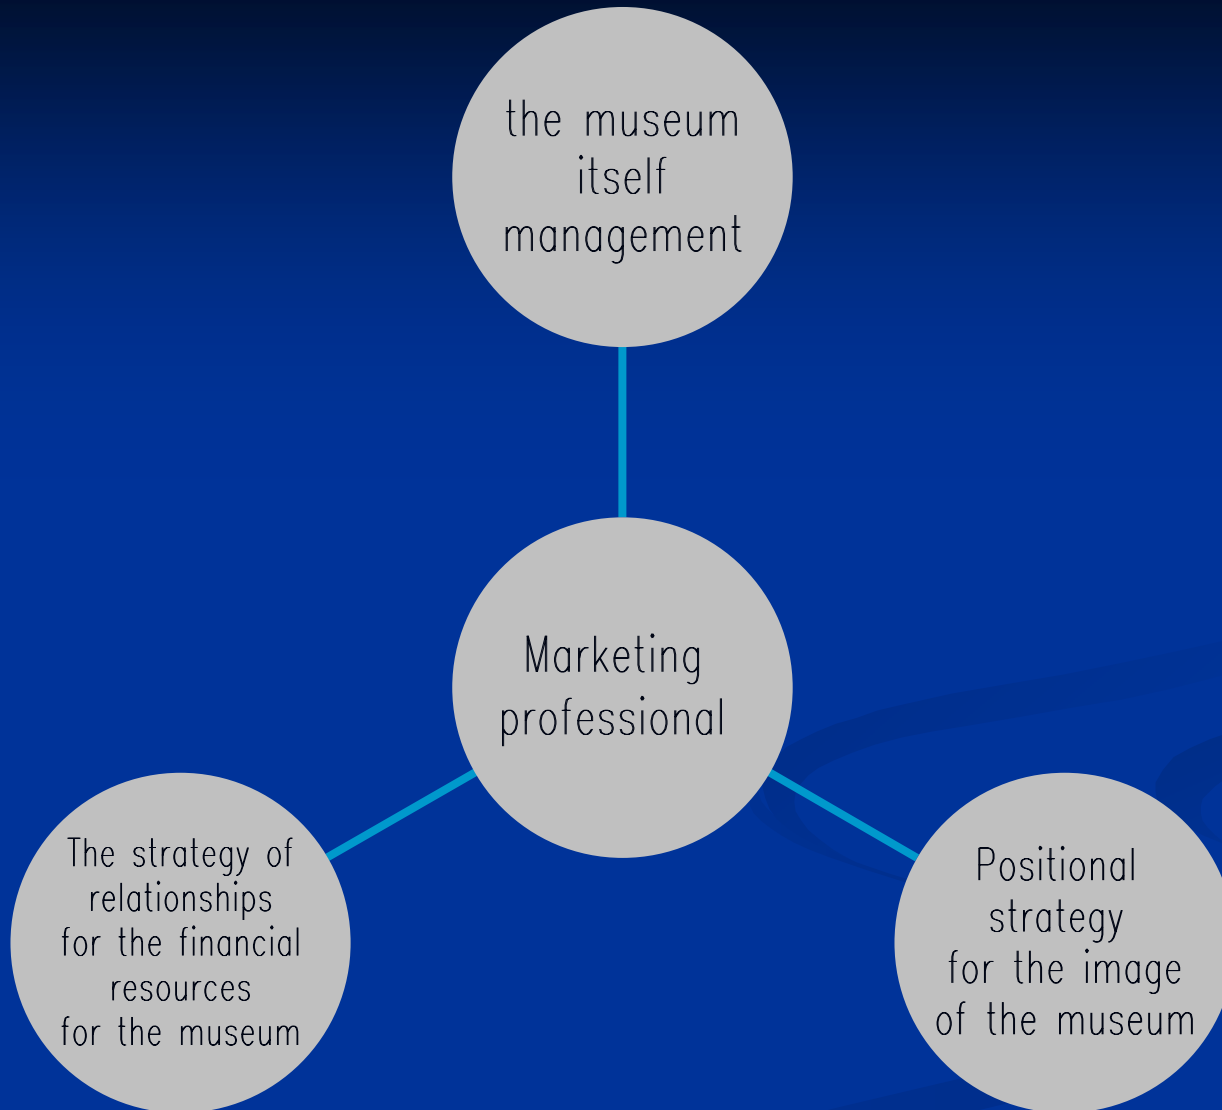 the museum
itself
management
Marketing
professional
The strategy of
relationships
for the financial
resources
for the museum
Positional
strategy
for the image
of the museum